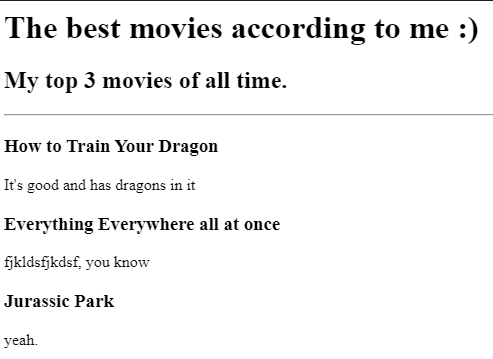 The best movies according to me :)
My top 3 movies of all time.
How to Train Your Dragon
It's good and has dragons in it
Everything Everywhere all at once
fjkldsfjkdsf, you know
Jurassic Park
yeah.